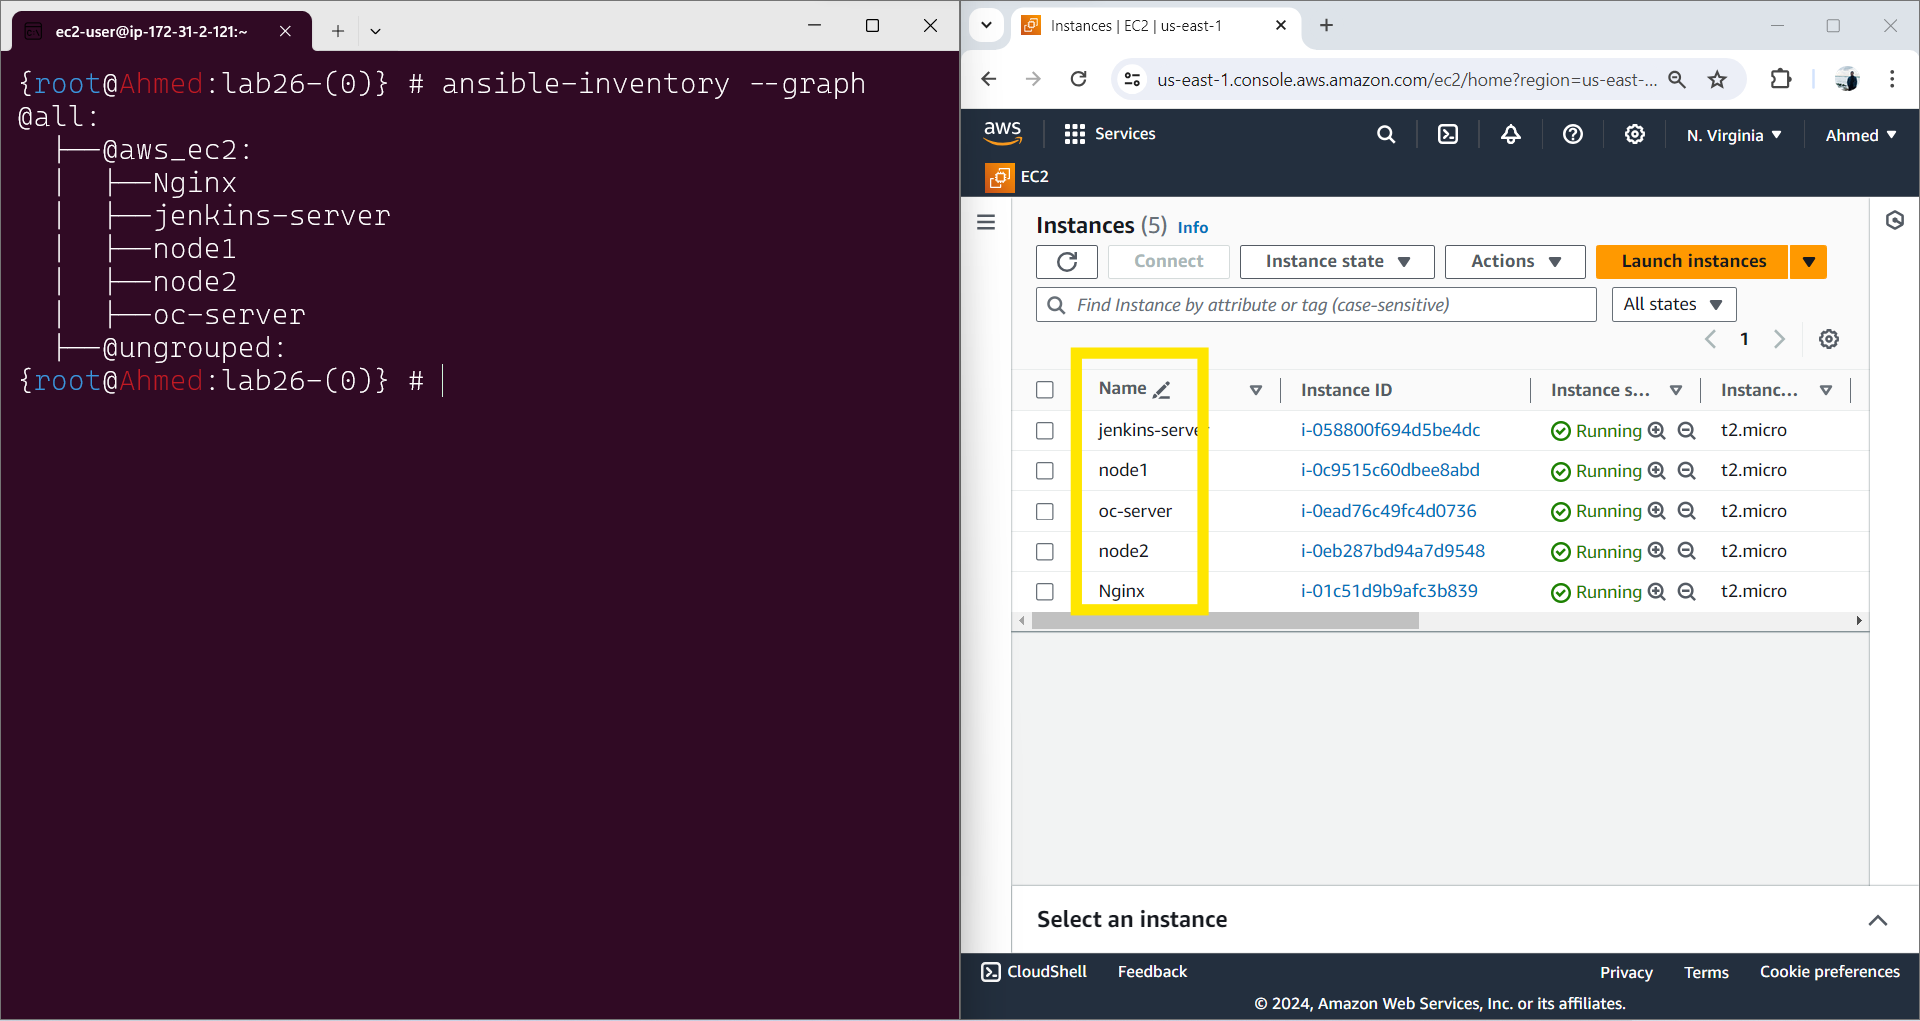 ec2-user@ip-172-31-2-121:~
{root@Ahmed:lab26-(0)} # ansible-inventory --graph
@all:
├──@aws_ec2:
│  ├──Nginx
│  ├──jenkins-server
│  ├──node1
│  ├──node2
│  ├──oc-server
├──@ungrouped:
{root@Ahmed:lab26-(0)} #
Instances | EC2 | us-east-1
us-east-1.console.aws.amazon.com/ec2/home?region=us-east-...
aws Services N. Virginia Ahmed
EC2
Instances (5) Info
Connect Instance state Actions Launch instances
Find Instance by attribute or tag (case-sensitive) All states
1
Name Instance ID Instance s... Instanc...
jenkins-server i-058800f694d5be4dc Running t2.micro
node1 i-0c9515c60dbee8abd Running t2.micro
oc-server i-0ead76c49fc4d0736 Running t2.micro
node2 i-0eb287bd94a7d9548 Running t2.micro
Nginx i-01c51d9b9afc3b839 Running t2.micro
Select an instance
CloudShell Feedback Privacy Terms Cookie preferences
© 2024, Amazon Web Services, Inc. or its affiliates.